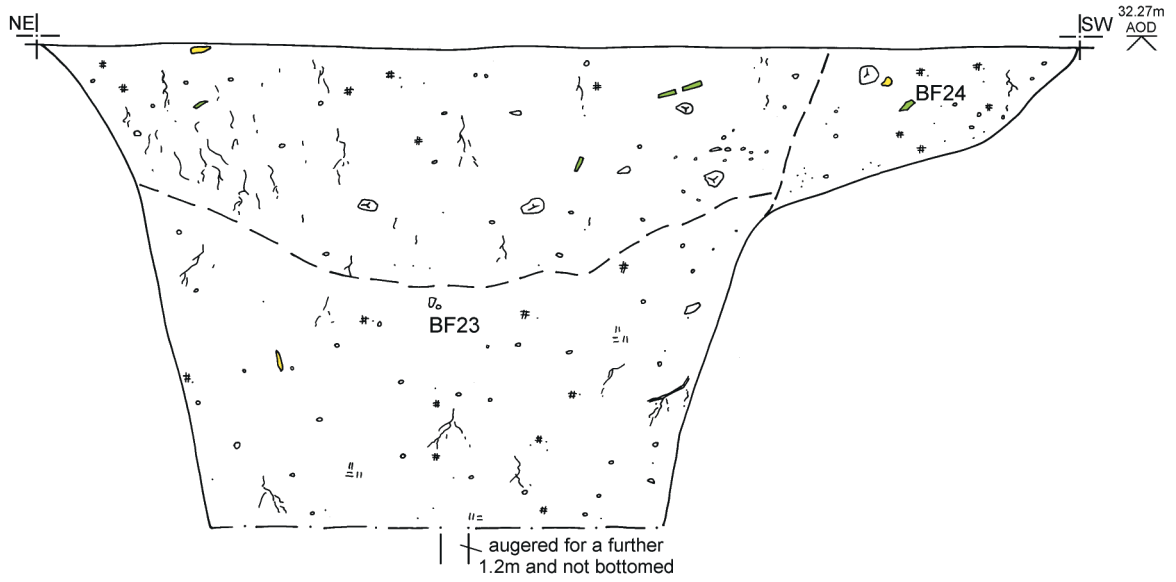 NE
SW
32.27m
AOD
BF24
BF23
augered for a further
1.2m and not bottomed